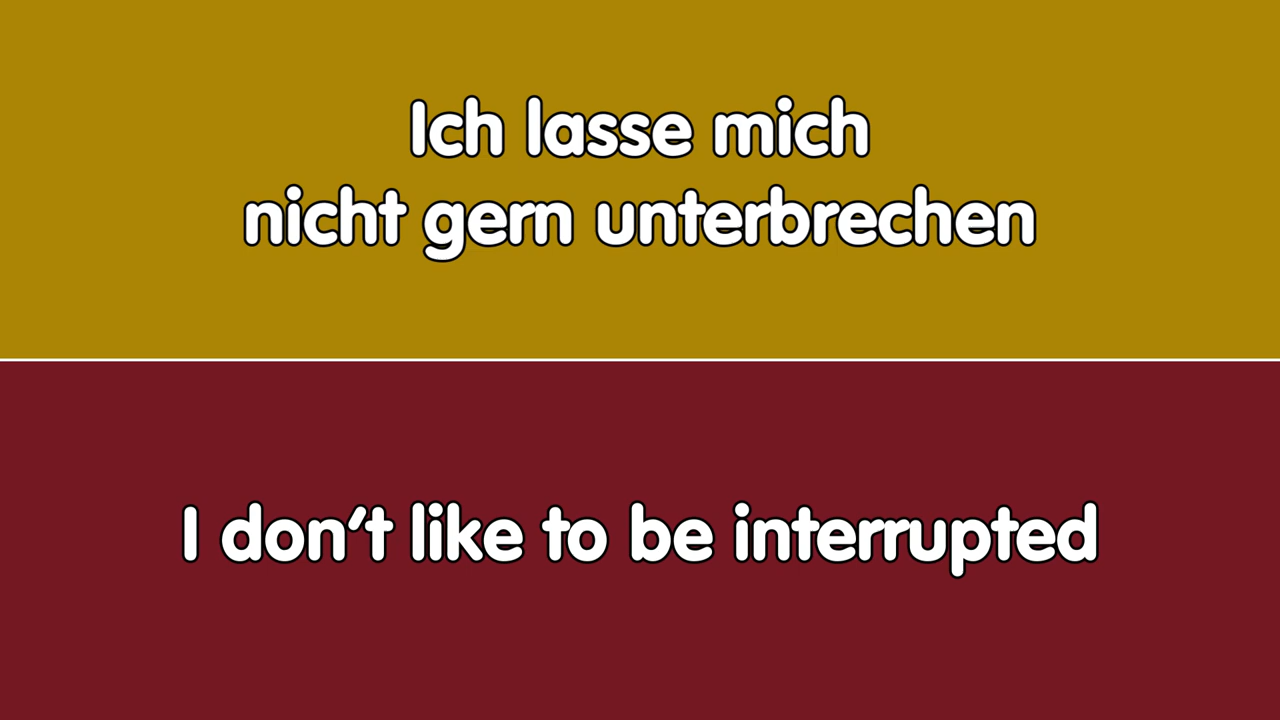 Ich lasse mich
nicht gern unterbrechen
I don't like to be interrupted